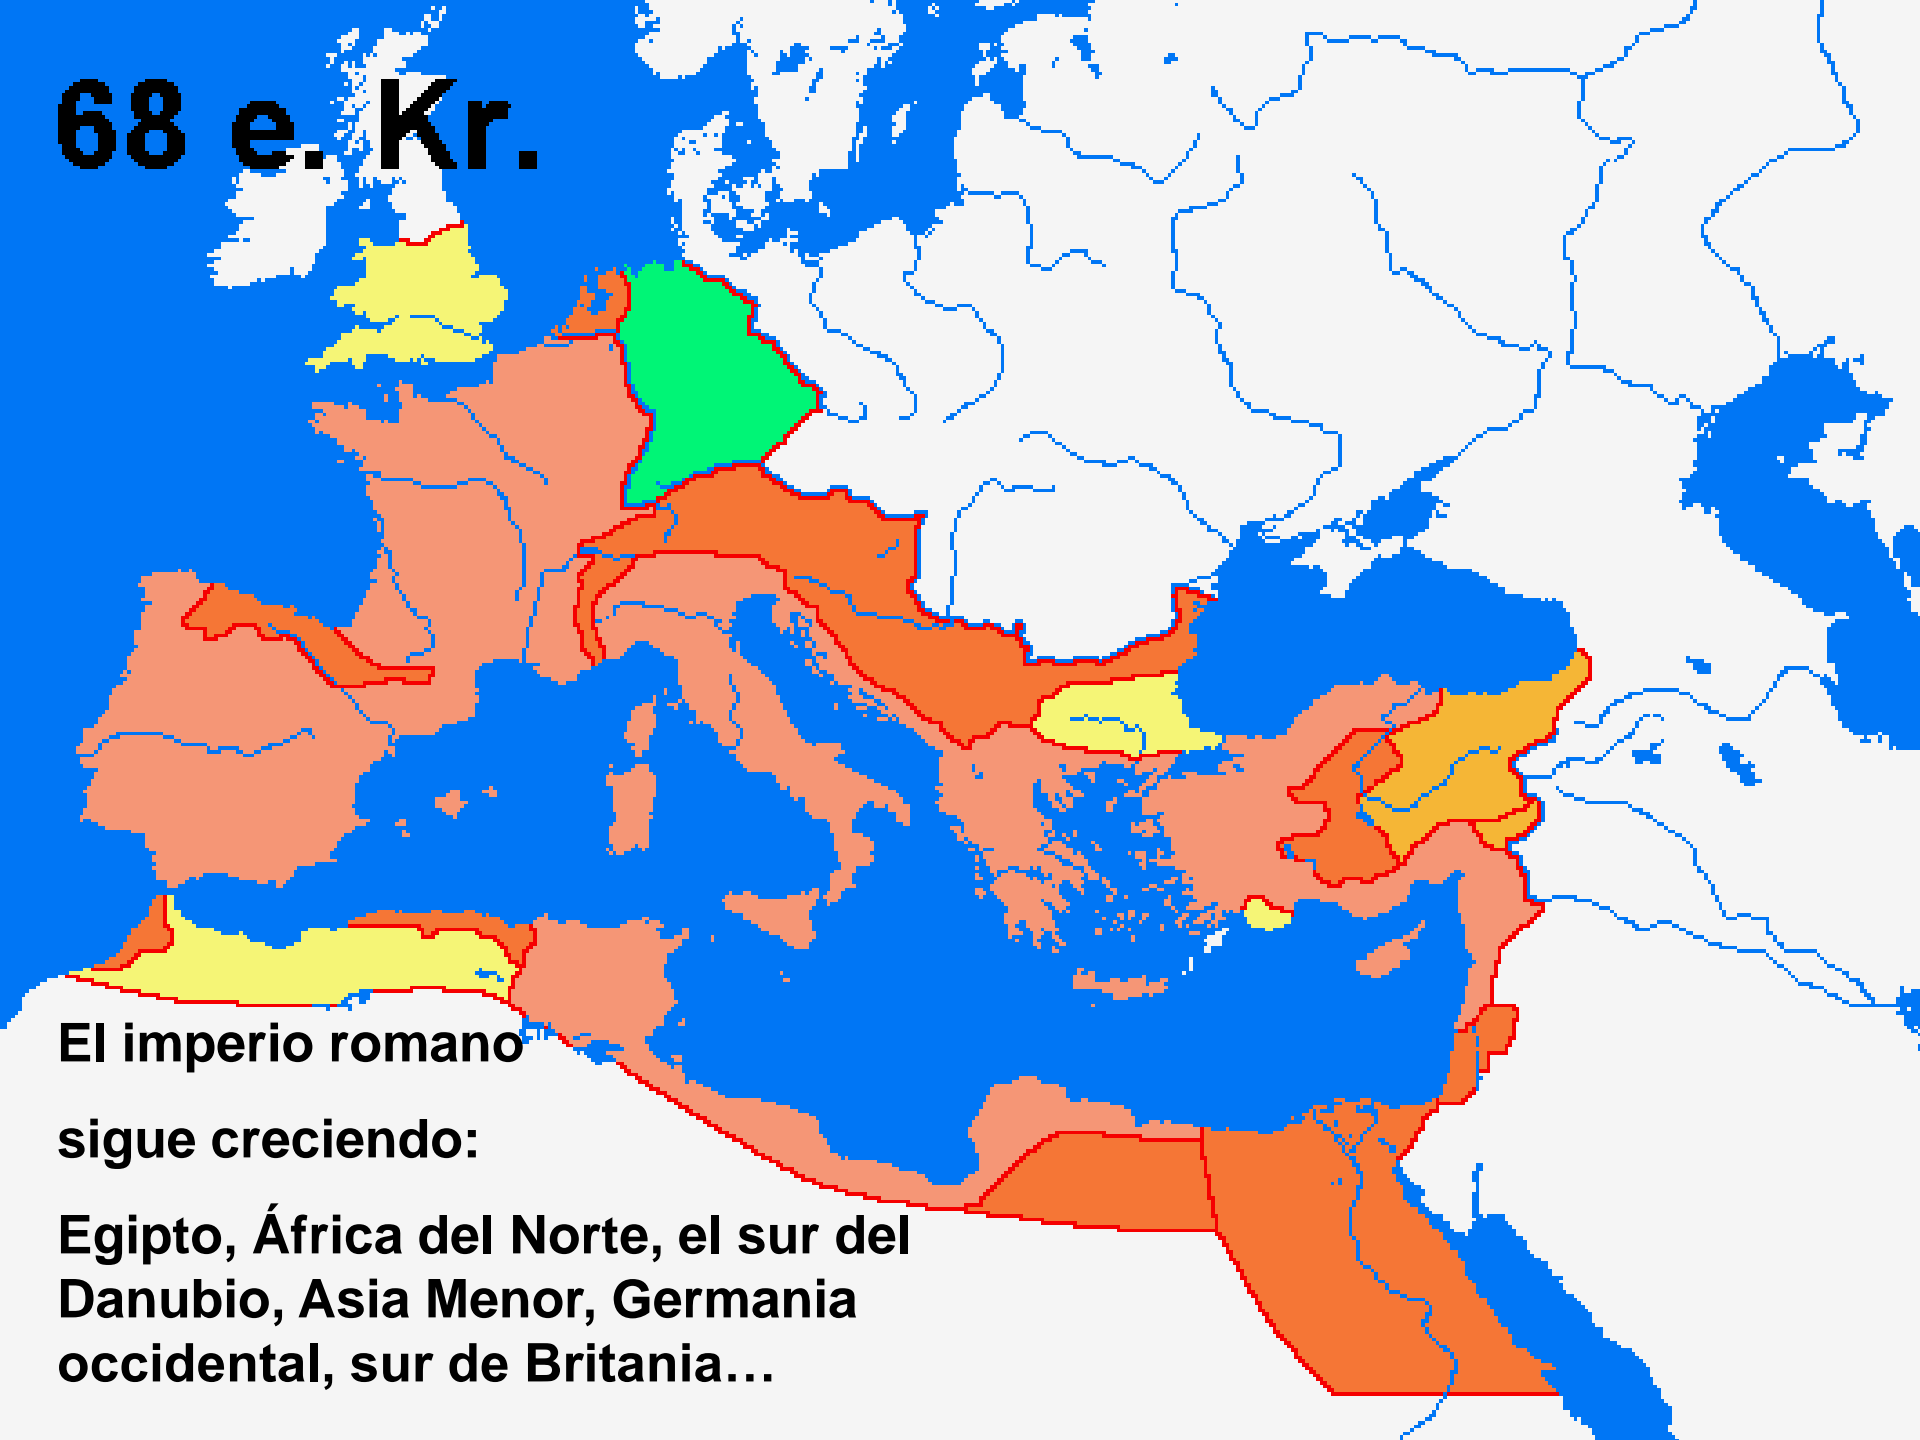 68 e. Kr.
El imperio romano
sigue creciendo:
Egipto, África del Norte, el sur del
Danubio, Asia Menor, Germania
occidental, sur de Britania…